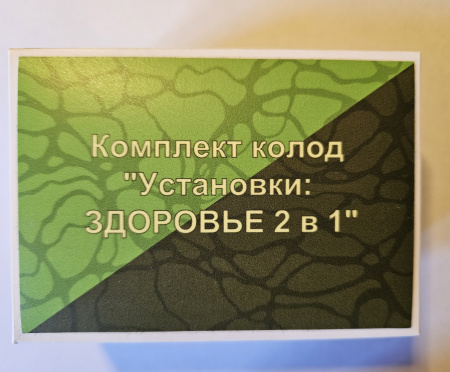 Комплект колод
"Установки:
ЗДОРОВЬЕ 2 в 1"